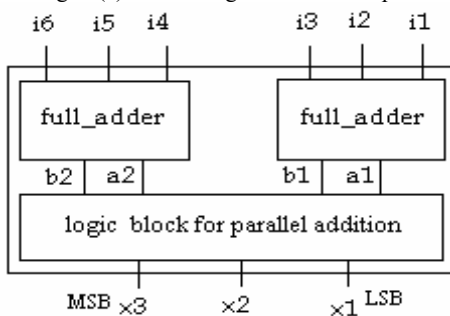 i6 i5 i4 i3 i2 i1
full_adder full_adder
b2 a2 b1 a1
logic block for parallel addition
MSB x3 x2 x1 LSB